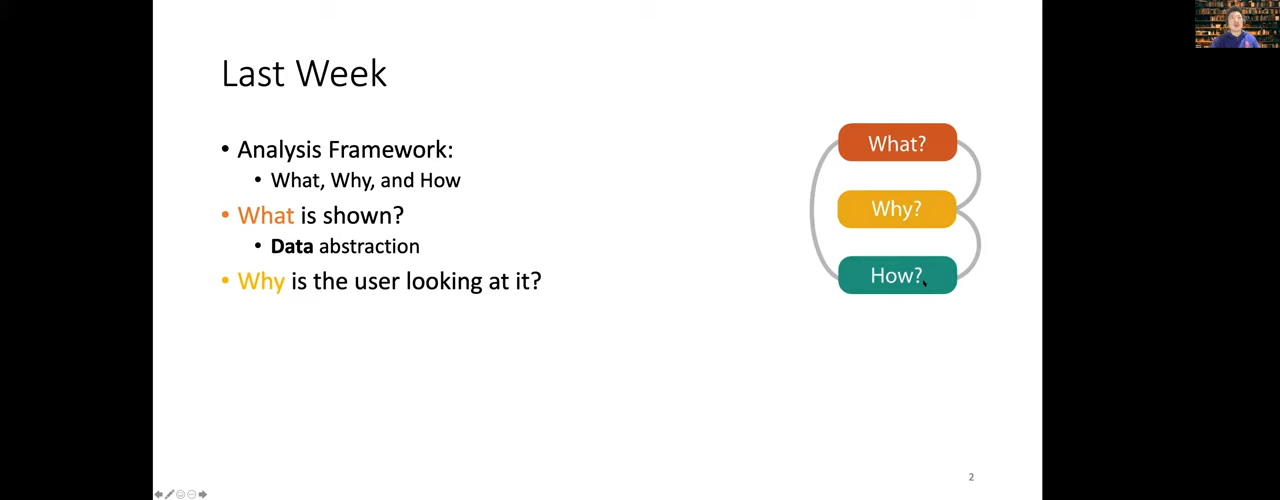 Last Week
• Analysis Framework:
• What, Why, and How
• What is shown?
• Data abstraction
• Why is the user looking at it?
What?
Why?
How?
2